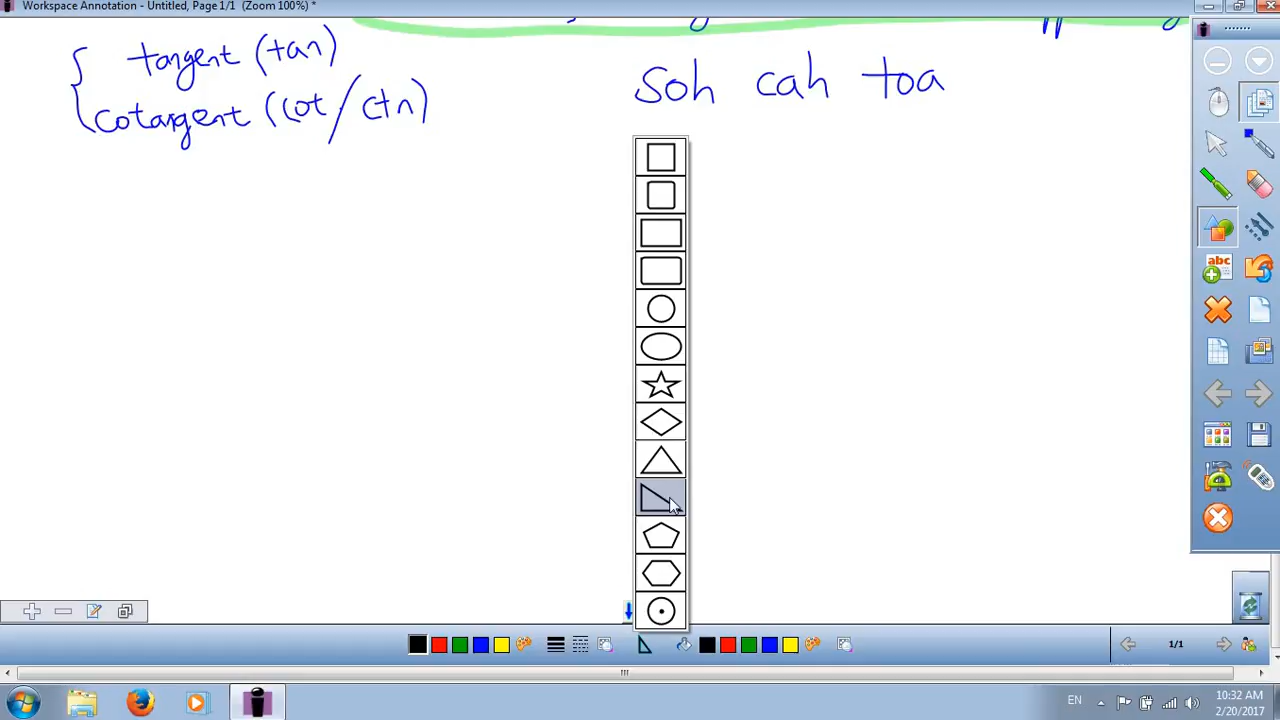 Workspace Annotation - Untitled, Page 1/1 (Zoom 100%) *
tangent (tan)
cotangent (cot/ctn)
soh cah toa
abc
1/1
EN
10:32 AM
2/20/2017